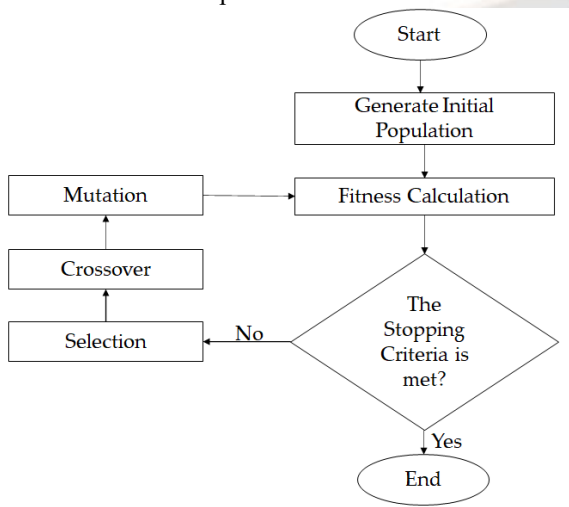 Start
Generate Initial
Population
Fitness Calculation
Mutation
Crossover
Selection
No
The
Stopping
Criteria is
met?
Yes
End